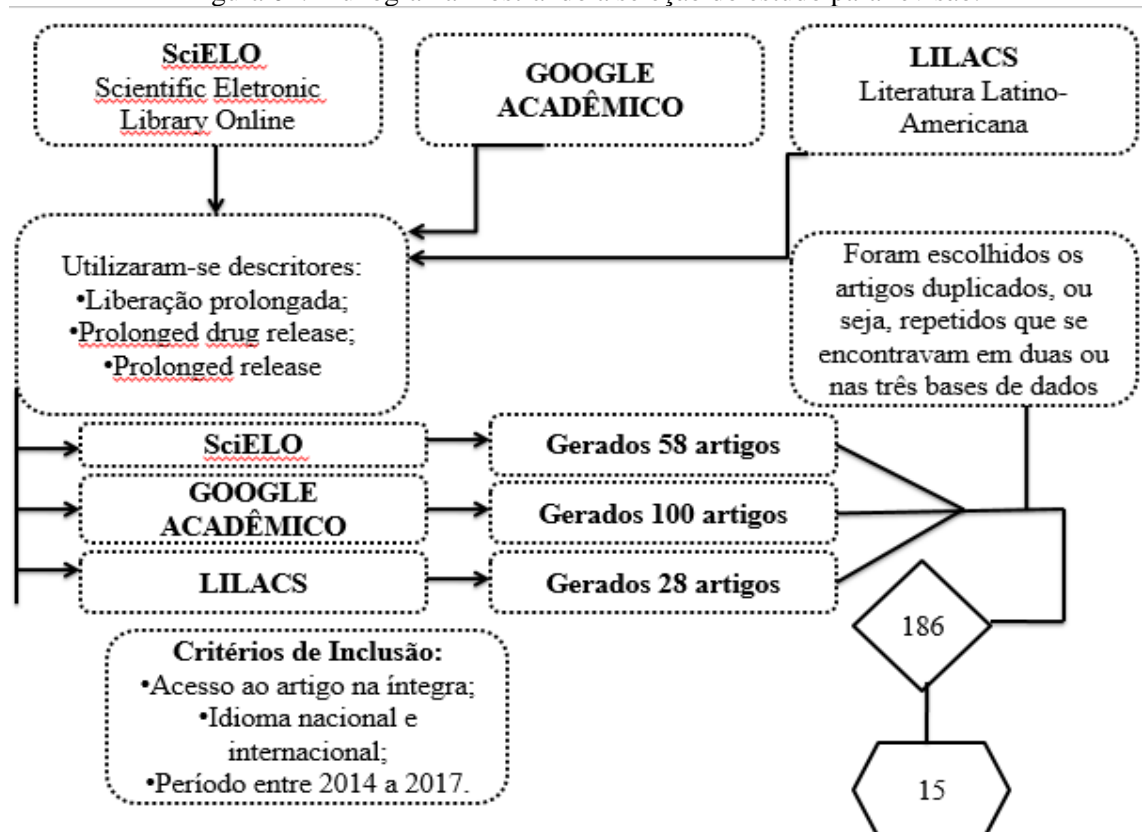 SciELO
Scientific Eletronic
Library Online
GOOGLE
ACADÊMICO
LILACS
Literatura Latino-
Americana
Utilizaram-se descritores:
•Liberação prolongada;
•Prolonged drug release;
•Prolonged release
Foram escolhidos os
artigos duplicados, ou
seja, repetidos que se
encontravam em duas ou
nas três bases de dados
SciELO
Gerados 58 artigos
GOOGLE
ACADÊMICO
Gerados 100 artigos
LILACS
Gerados 28 artigos
186
Critérios de Inclusão:
•Acesso ao artigo na íntegra;
•Idioma nacional e
internacional;
•Período entre 2014 a 2017.
15